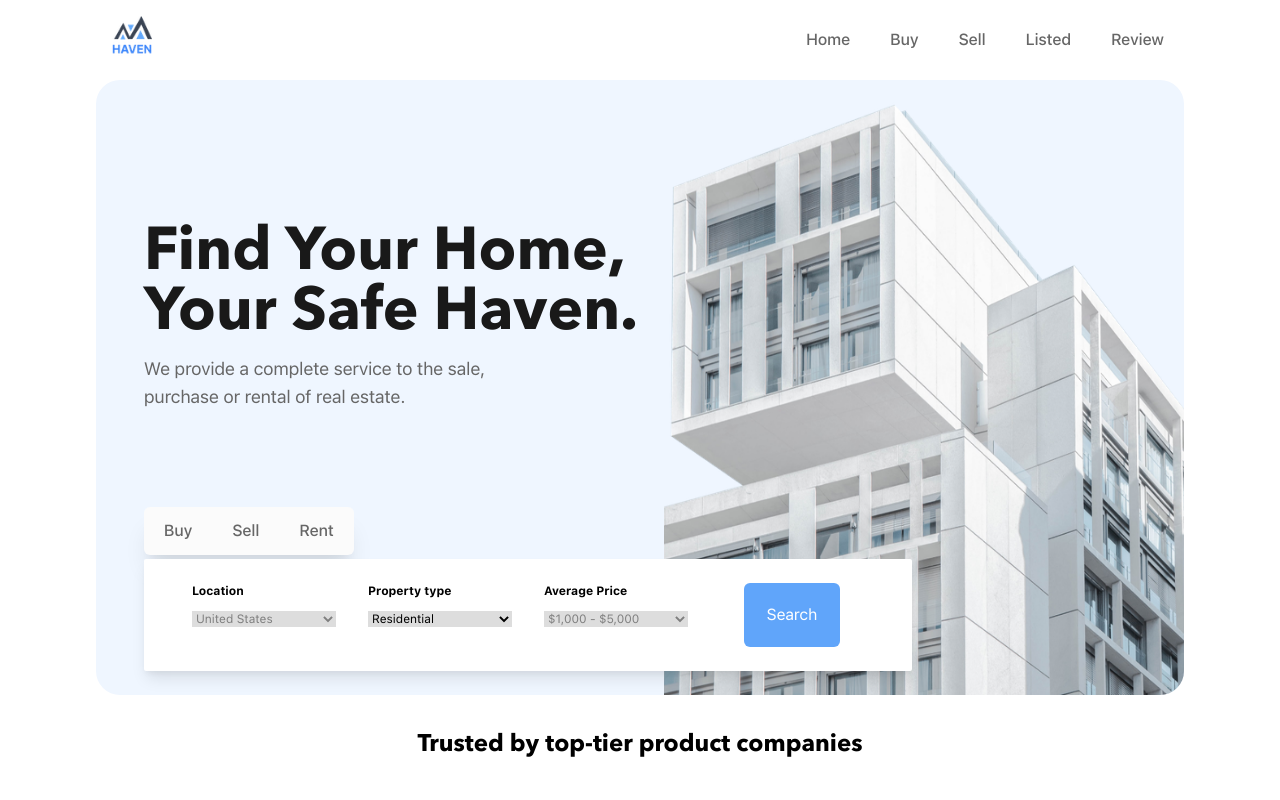 HAVEN
Home
Buy
Sell
Listed
Review
Find Your Home,
Your Safe Haven.
We provide a complete service to the sale,
purchase or rental of real estate.
Buy
Sell
Rent
Location
Property type
Average Price
United States
Residential
$1,000 - $5,000
Search
Trusted by top-tier product companies